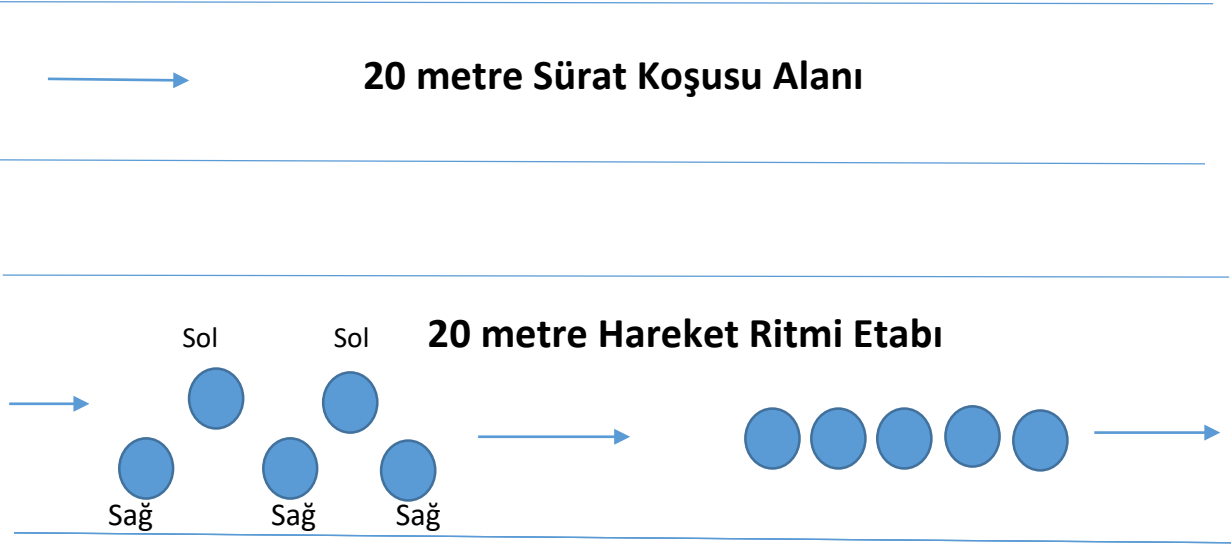 20 metre Sürat Koşusu Alanı
20 metre Hareket Ritmi Etabı
Sol Sol
Sağ Sağ Sağ